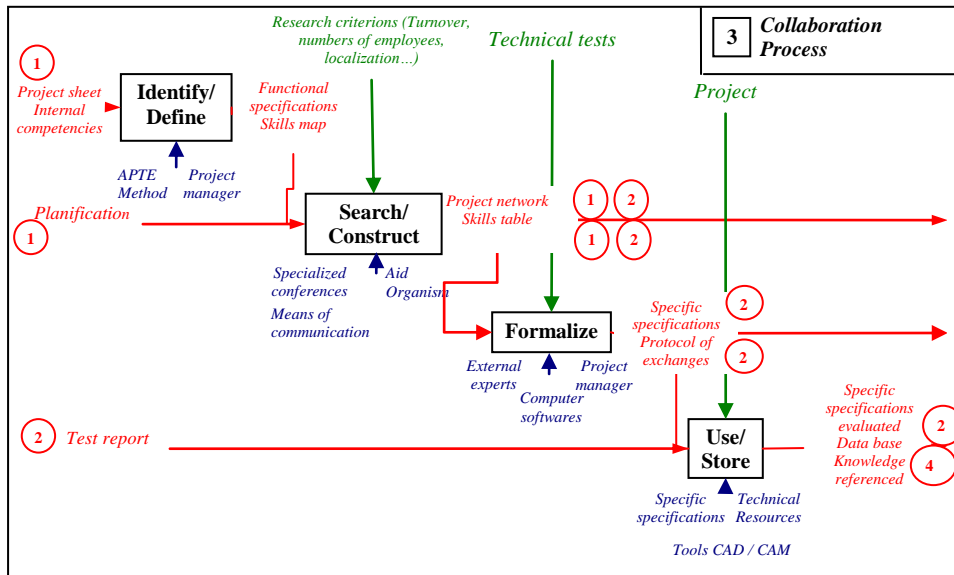 3 Collaboration
Process
Research criterions (Turnover,
numbers of employees,
localization…)
Technical tests
Project
1
Project sheet
Internal
competencies
Identify/
Define
Functional
specifications
Skills map
APTE
Method
Project
manager
Planification
1
Search/
Construct
Project network
Skills table
1 2
1 2
Specialized
conferences
Aid
Organism
Means of
communication
Formalize
Specific
specifications
Protocol of
exchanges
2
2
External
experts
Project
manager
Computer
softwares
2 Test report
Use/
Store
Specific
specifications
evaluated
Data base
Knowledge
referenced
2
4
Specific
specifications
Technical
Resources
Tools CAD / CAM